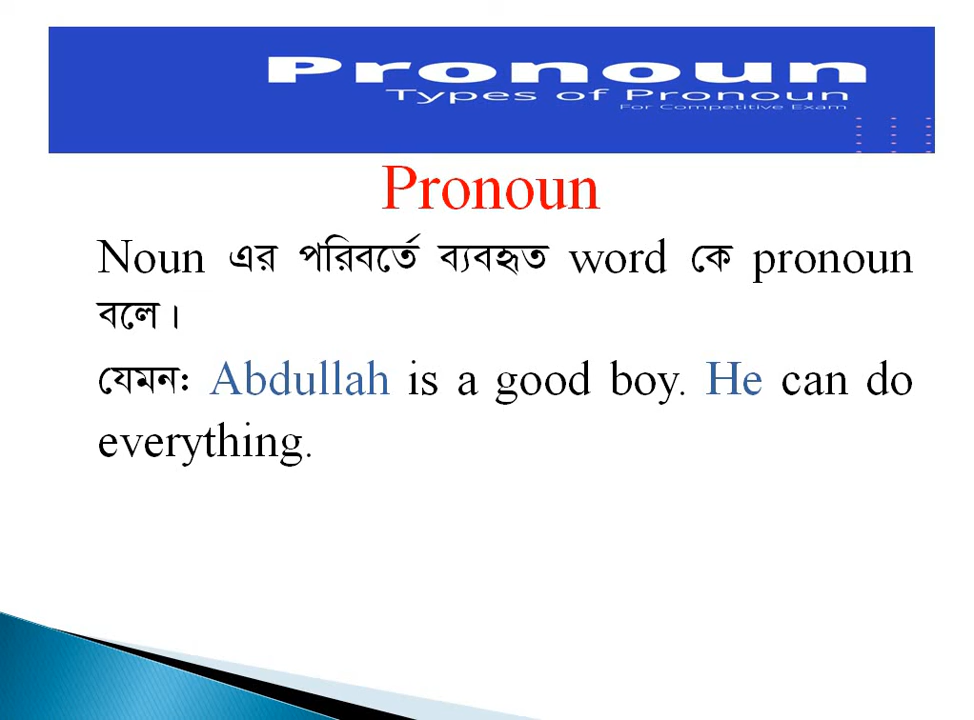 Pronoun
Types of Pronoun
For Competitive Exam
Pronoun
Noun এর পরিবর্তে ব্যবহৃত word কে pronoun
বলে।
যেমন: Abdullah is a good boy. He can do
everything.